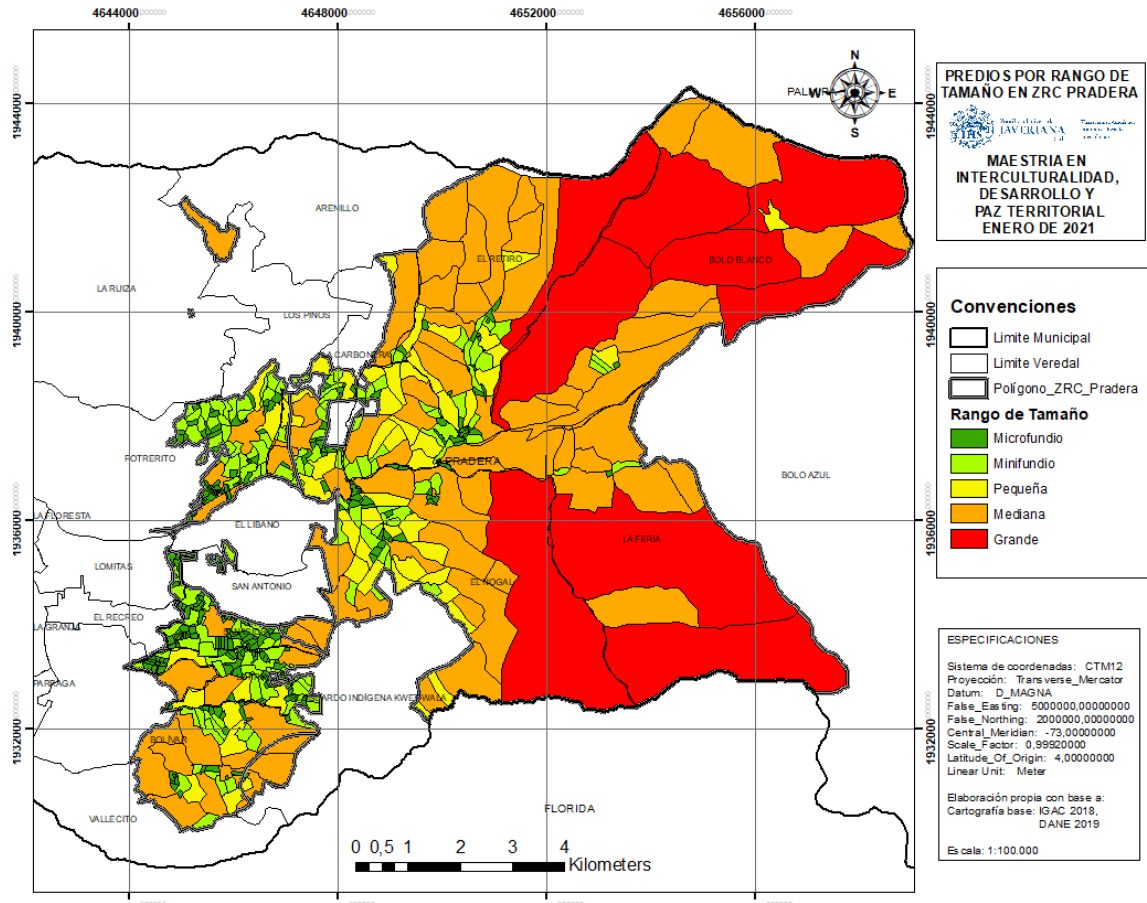 4644000
4648000
4652000
4656000
1944000
1940000
1936000
1932000
1944000
1940000
1936000
1932000
N
W
E
S
ARENILLO
LA RUIZA
LOS PINOS
EL RETIRO
BOLO BLANCO
POTRERITO
PRADERA
BOLO AZUL
LA FLORESTA
EL LIBANO
LOMITAS
SAN ANTONIO
LA FERIA
EL NOGAL
EL RECREO
LA GRANJA
PARRAGA
BOLÍVAR
VALLECITO
FLORIDA
0 0,5 1 2 3 4
Kilometers
PREDIOS POR RANGO DE
TAMAÑO EN ZRC PRADERA
JAVERIANA
MAESTRIA EN
INTERCULTURALIDAD,
DESARROLLO Y
PAZ TERRITORIAL
ENERO DE 2021
Convenciones
Limite Municipal
Limite Veredal
Polígono_ZRC_Pradera
Rango de Tamaño
Microfundio
Minifundio
Pequeña
Mediana
Grande
ESPECIFICACIONES
Sistema de coordenadas: CTM12
Proyección: Transverse_Mercator
Datum: D_MAGNA
False_Easting: 5000000,00000000
False_Northing: 2000000,00000000
Central_Meridian: -73,00000000
Scale_Factor: 0,99920000
Latitude_Of_Origin: 4,00000000
Linear Unit: Meter
Elaboración propia con base a:
Cartografía base: IGAC 2018,
DANE 2019
Escala: 1:100.000